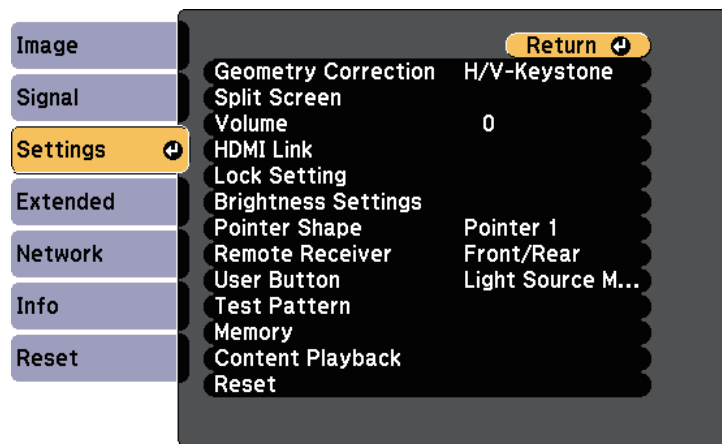 Image
Signal
Settings
Extended
Network
Info
Reset
Return
Geometry Correction H/V-Keystone
Split Screen
Volume 0
HDMI Link
Lock Setting
Brightness Settings
Pointer Shape Pointer 1
Remote Receiver Front/Rear
User Button Light Source M...
Test Pattern
Memory
Content Playback
Reset